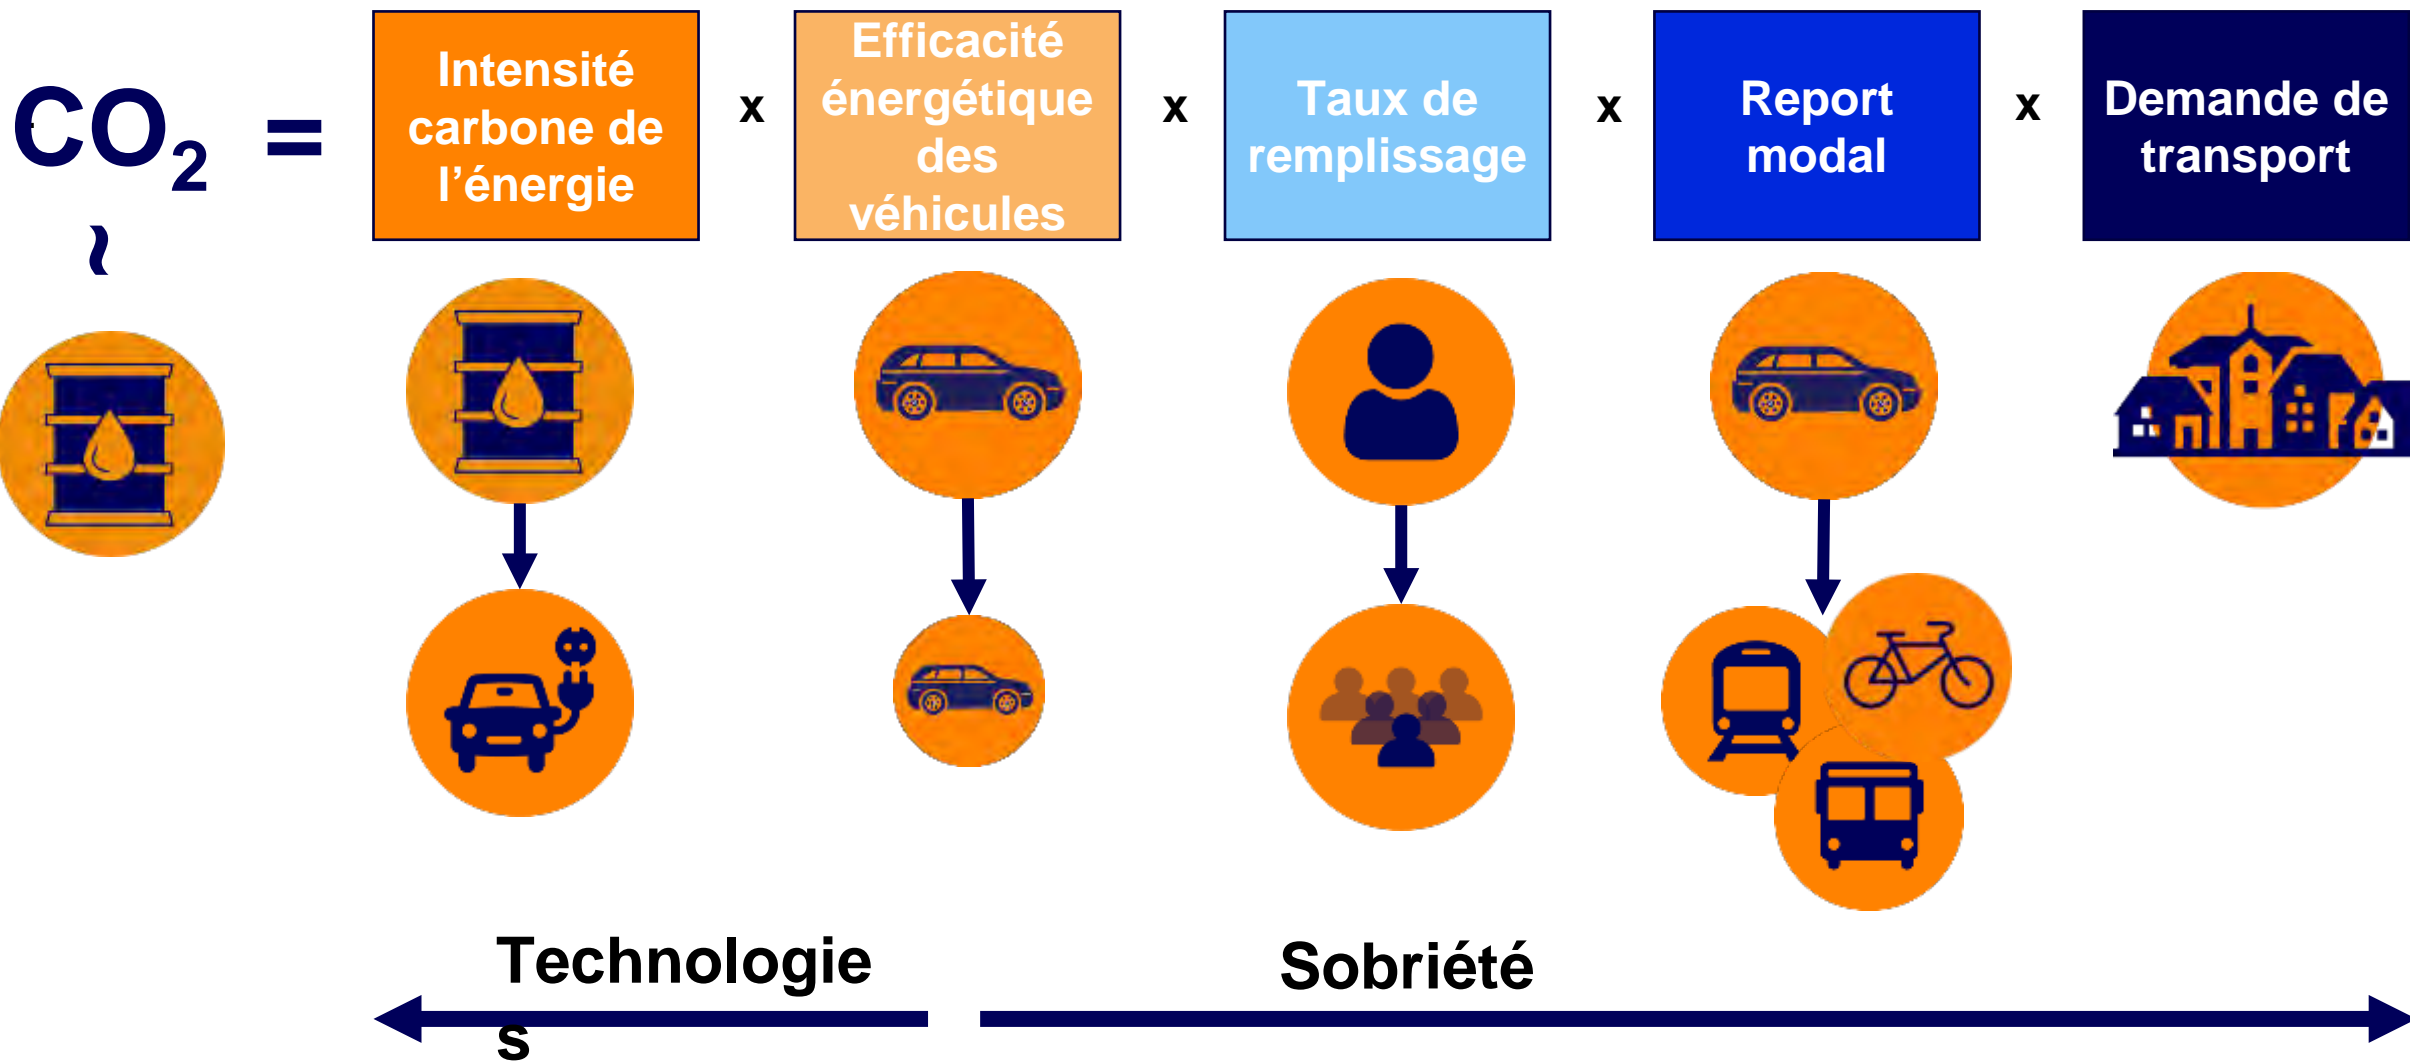 CO₂ =
Intensité
carbone de
l’énergie
x
Efficacité
énergétique
des
véhicules
x
Taux de
remplissage
x
Report
modal
x
Demande de
transport
~
Technologie
s
Sobriété